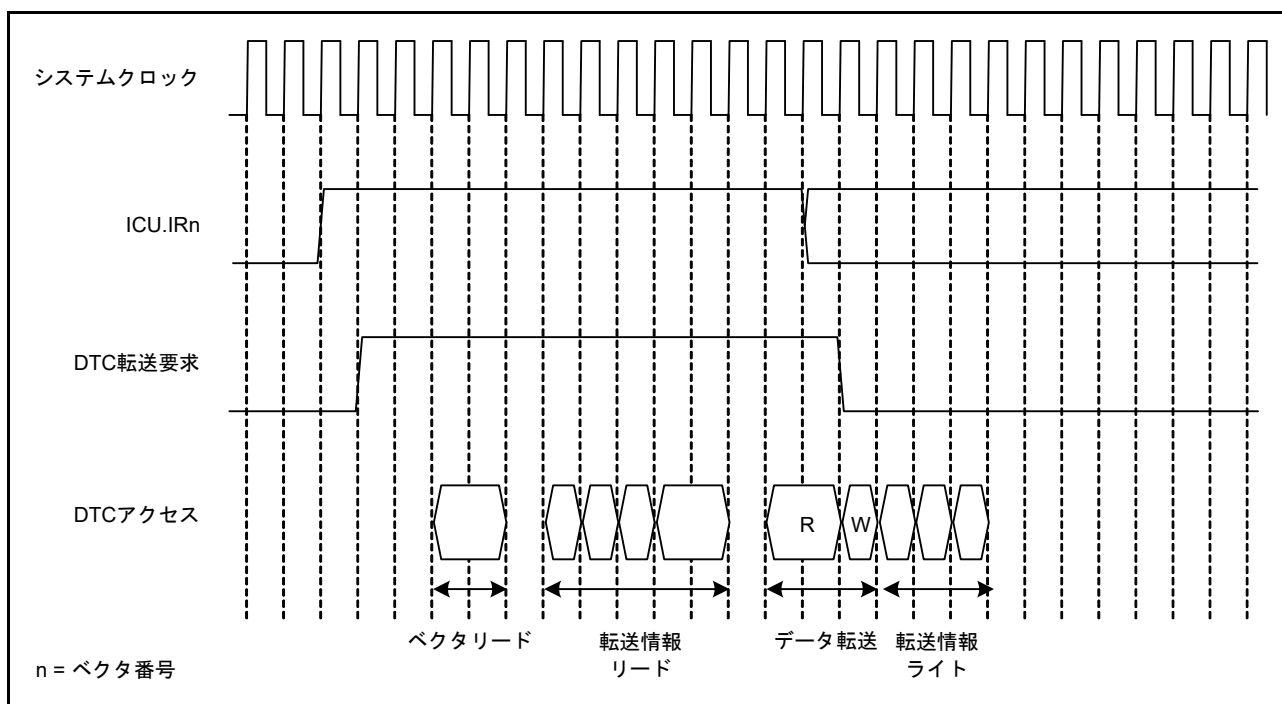 システムクロック
ICU.IRn
DTC転送要求
DTCアクセス
R
W
ベクタリード
転送情報
リード
データ転送
転送情報
ライト
n = ベクタ番号